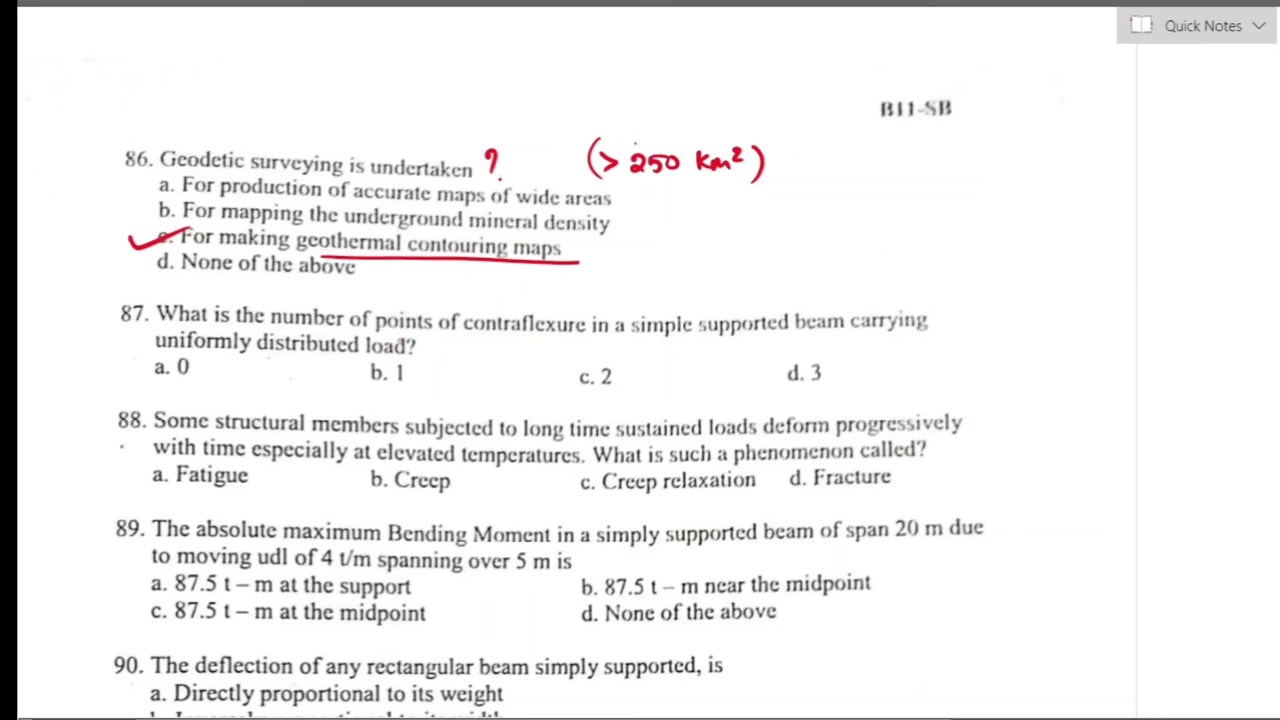 Quick Notes
B11-SB
86. Geodetic surveying is undertaken ? (> 250 km²)
a. For production of accurate maps of wide areas
b. For mapping the underground mineral density
c. For making geothermal contouring maps
d. None of the above
87. What is the number of points of contraflexure in a simple supported beam carrying
uniformly distributed load?
a. 0 b. 1 c. 2 d. 3
88. Some structural members subjected to long time sustained loads deform progressively
with time especially at elevated temperatures. What is such a phenomenon called?
a. Fatigue b. Creep c. Creep relaxation d. Fracture
89. The absolute maximum Bending Moment in a simply supported beam of span 20 m due
to moving udl of 4 t/m spanning over 5 m is
a. 87.5 t – m at the support b. 87.5 t – m near the midpoint
c. 87.5 t – m at the midpoint d. None of the above
90. The deflection of any rectangular beam simply supported, is
a. Directly proportional to its weight